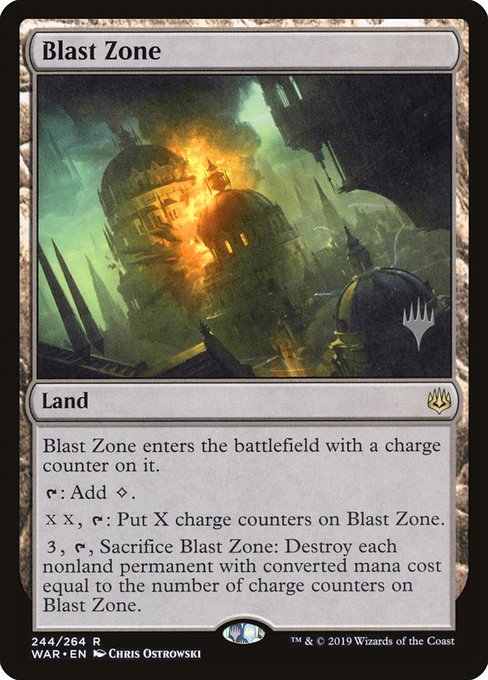 Blast Zone
Land
Blast Zone enters the battlefield with a charge
counter on it.
: Add .
X X, : Put X charge counters on Blast Zone.
3, , Sacrifice Blast Zone: Destroy each
nonland permanent with converted mana cost
equal to the number of charge counters on
Blast Zone.
244/264 R
WAR • EN Chris Ostrowski
™ & © 2019 Wizards of the Coast